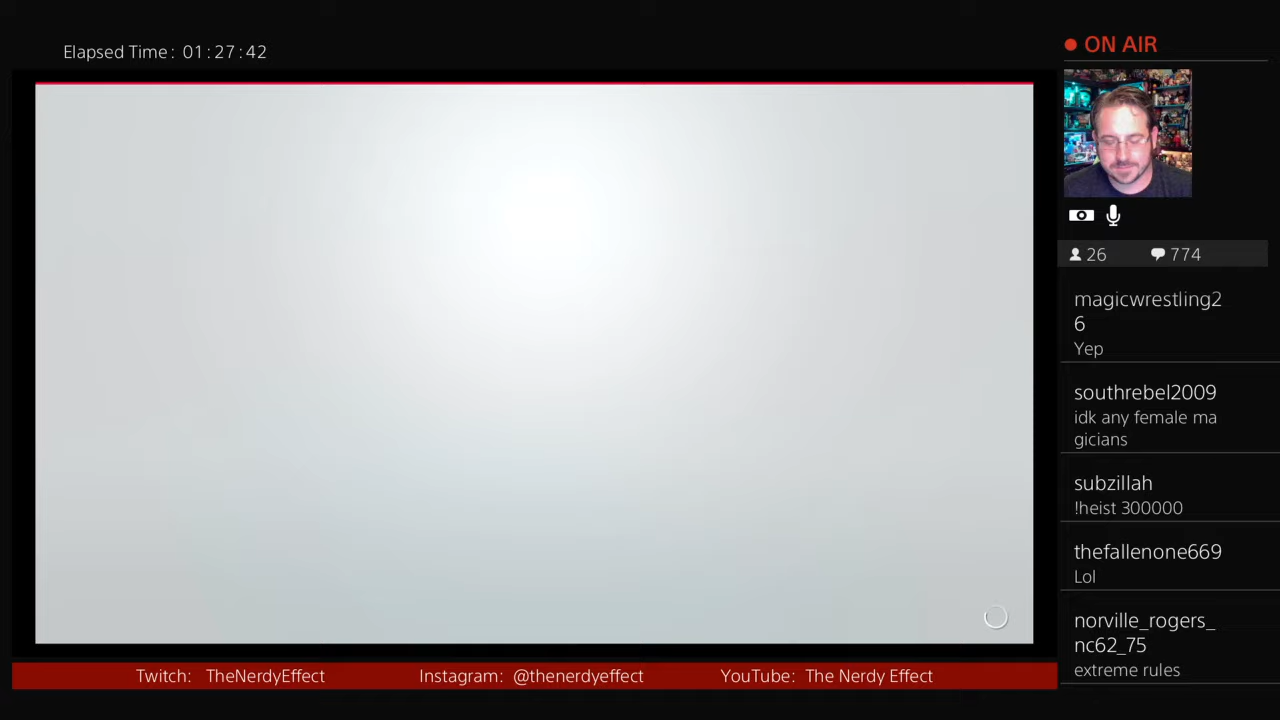 Elapsed Time: 01:27:42
ON AIR
26 774
magicwrestling2
6
Yep
southrebel2009
idk any female ma
gicians
subzillah
!heist 300000
thefallenone669
Lol
norville_rogers_
nc62_75
extreme rules
Twitch: TheNerdyEffect Instagram: @thenerdyeffect YouTube: The Nerdy Effect